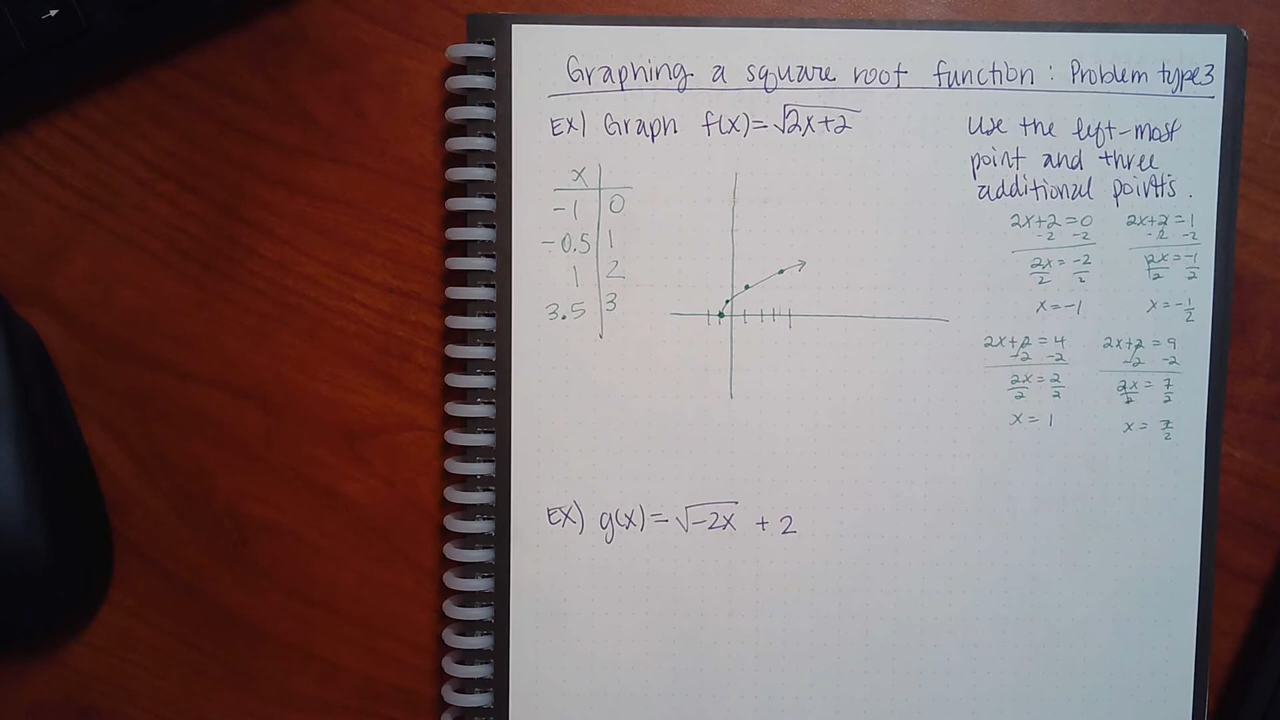 Graphing a square root function: Problem type 3
EX) Graph f(x)=√2x+2
Use the left-most
point and three
additional points.
x
-1 0
-0.5 1
1 2
3.5 3
2x+2=0 2x+2=1
-2 -2 -2 -2
2x/2=-2/2 2x/2=-1/2
x=-1 x=-1/2
2x+2=4 2x+2=9
-2 -2 -2 -2
2x/2=2/2 2x/2=7/2
x=1 x=7/2
EX) g(x)=√-2x + 2